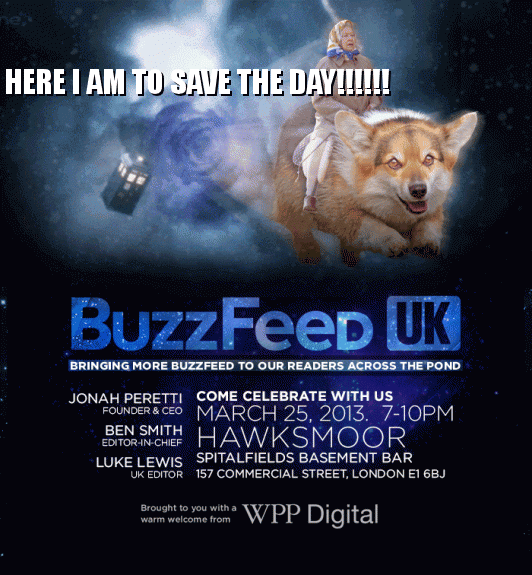 HERE I AM TO SAVE THE DAY!!!!!!
BUZZFEED UK
BRINGING MORE BUZZFEED TO OUR READERS ACROSS THE POND
JONAH PERETTI
FOUNDER & CEO
BEN SMITH
EDITOR-IN-CHIEF
LUKE LEWIS
UK EDITOR
COME CELEBRATE WITH US
MARCH 25, 2013. 7-10PM
HAWKSMOOR
SPITALFIELDS BASEMENT BAR
157 COMMERCIAL STREET, LONDON E1 6BJ
Brought to you with a
warm welcome from
WPP Digital